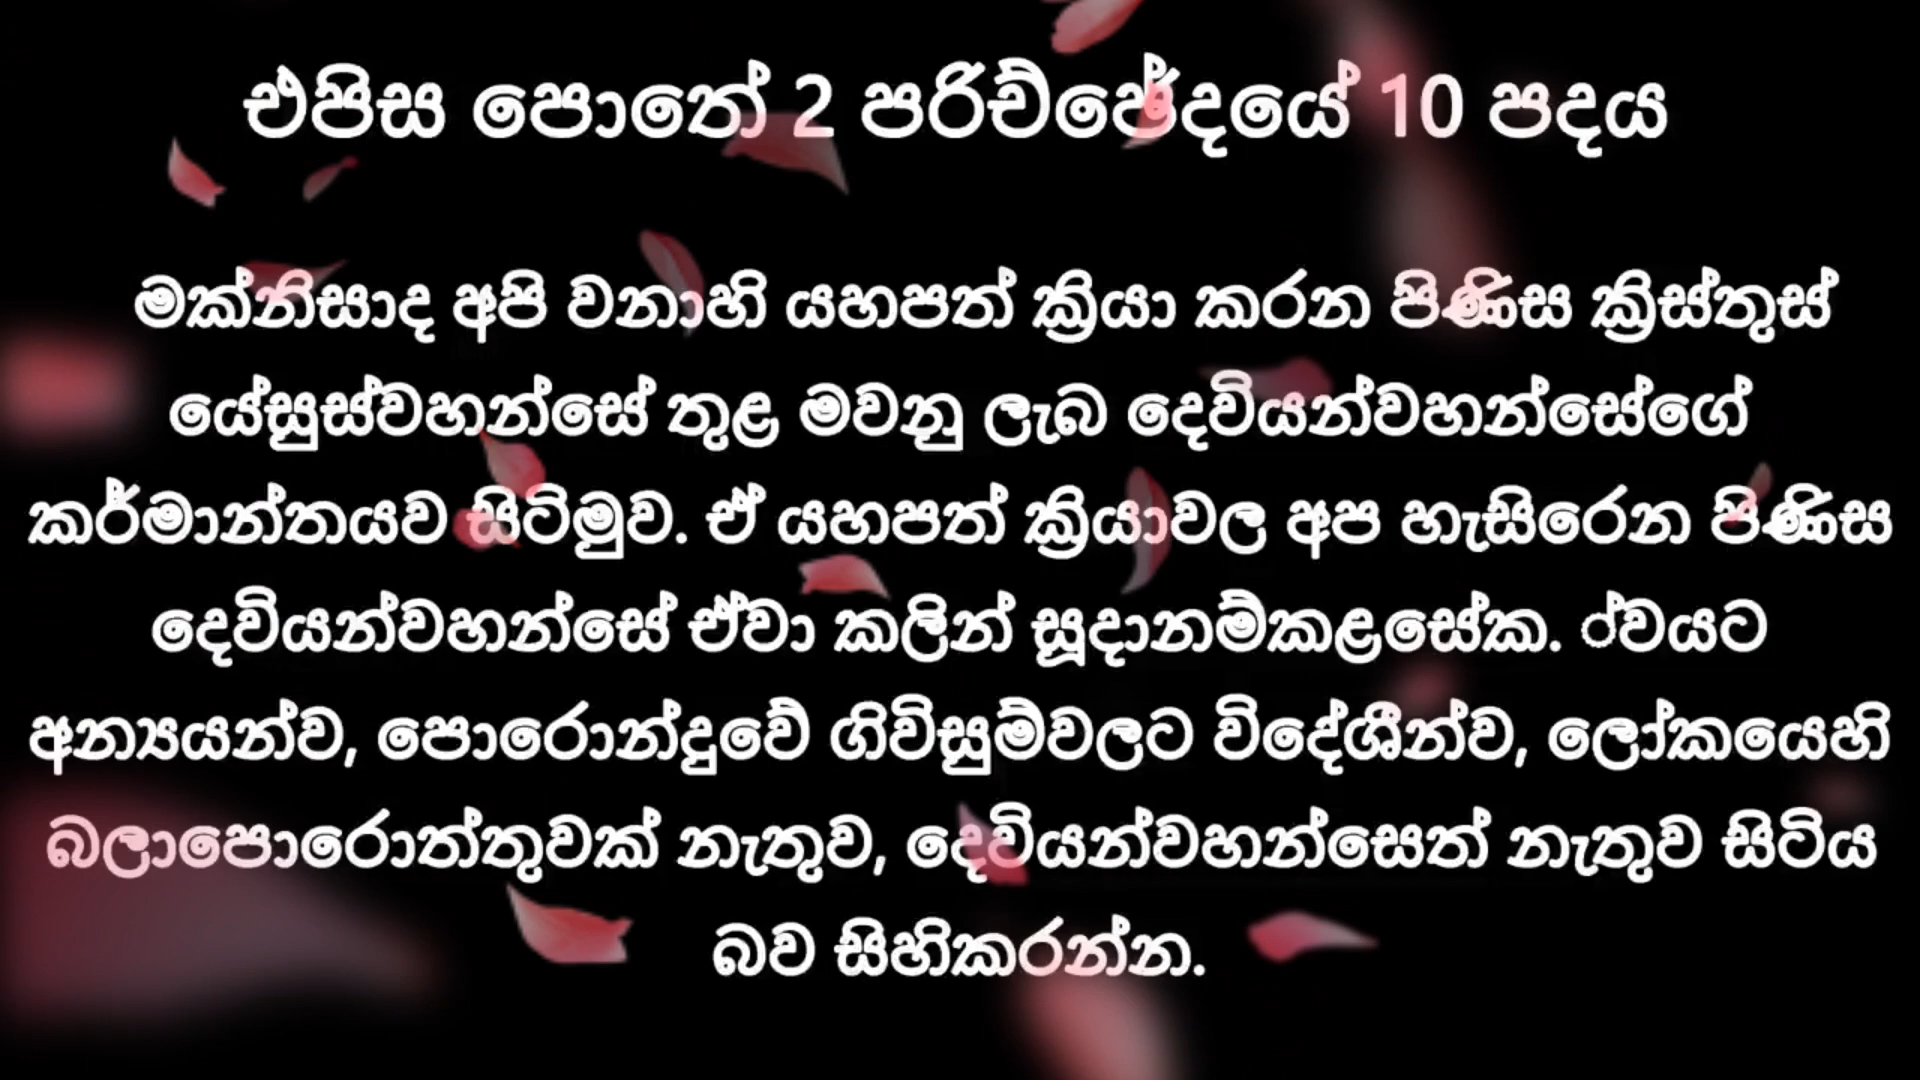 එපිස පොතේ 2 පරිච්ඡේදයේ 10 පදය
මක්නිසාද අපි වනාහි යහපත් ක්‍රියා කරන පිණිස ක්‍රිස්තුස්
යේසුස්වහන්සේ තුළ මවනු ලැබ දෙවියන්වහන්සේගේ
කර්මාන්තයව සිටිමුව. ඒ යහපත් ක්‍රියාවල අප හැසිරෙන පිණිස
දෙවියන්වහන්සේ ඒවා කලින් සූදානම්කළසේක. ්වයට
අන්‍යයන්ව, පොරොන්දුවේ ගිවිසුම්වලට විදේශීන්ව, ලෝකයෙහි
බලාපොරොත්තුවක් නැතුව, දෙවියන්වහන්සෙත් නැතුව සිටිය
බව සිහිකරන්න.